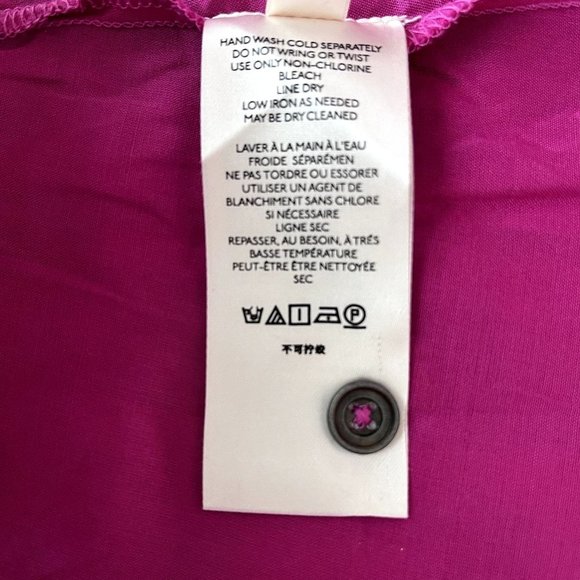 HAND WASH COLD SEPARATELY
DO NOT WRING OR TWIST
USE ONLY NON-CHLORINE
BLEACH
LINE DRY
LOW IRON AS NEEDED
MAY BE DRY CLEANED
LAVER À LA MAIN À L'EAU
FROIDE SÉPARÉMEN
NE PAS TORDRE OU ESSORER
UTILISER UN AGENT DE
BLANCHIMENT SANS CHLORE
SI NÉCESSAIRE
LIGNE SEC
REPASSER, AU BESOIN, À TRÉS
BASSE TEMPÉRATURE
PEUT-ÊTRE ÊTRE NETTOYÉE
SEC
P
不可拧绞